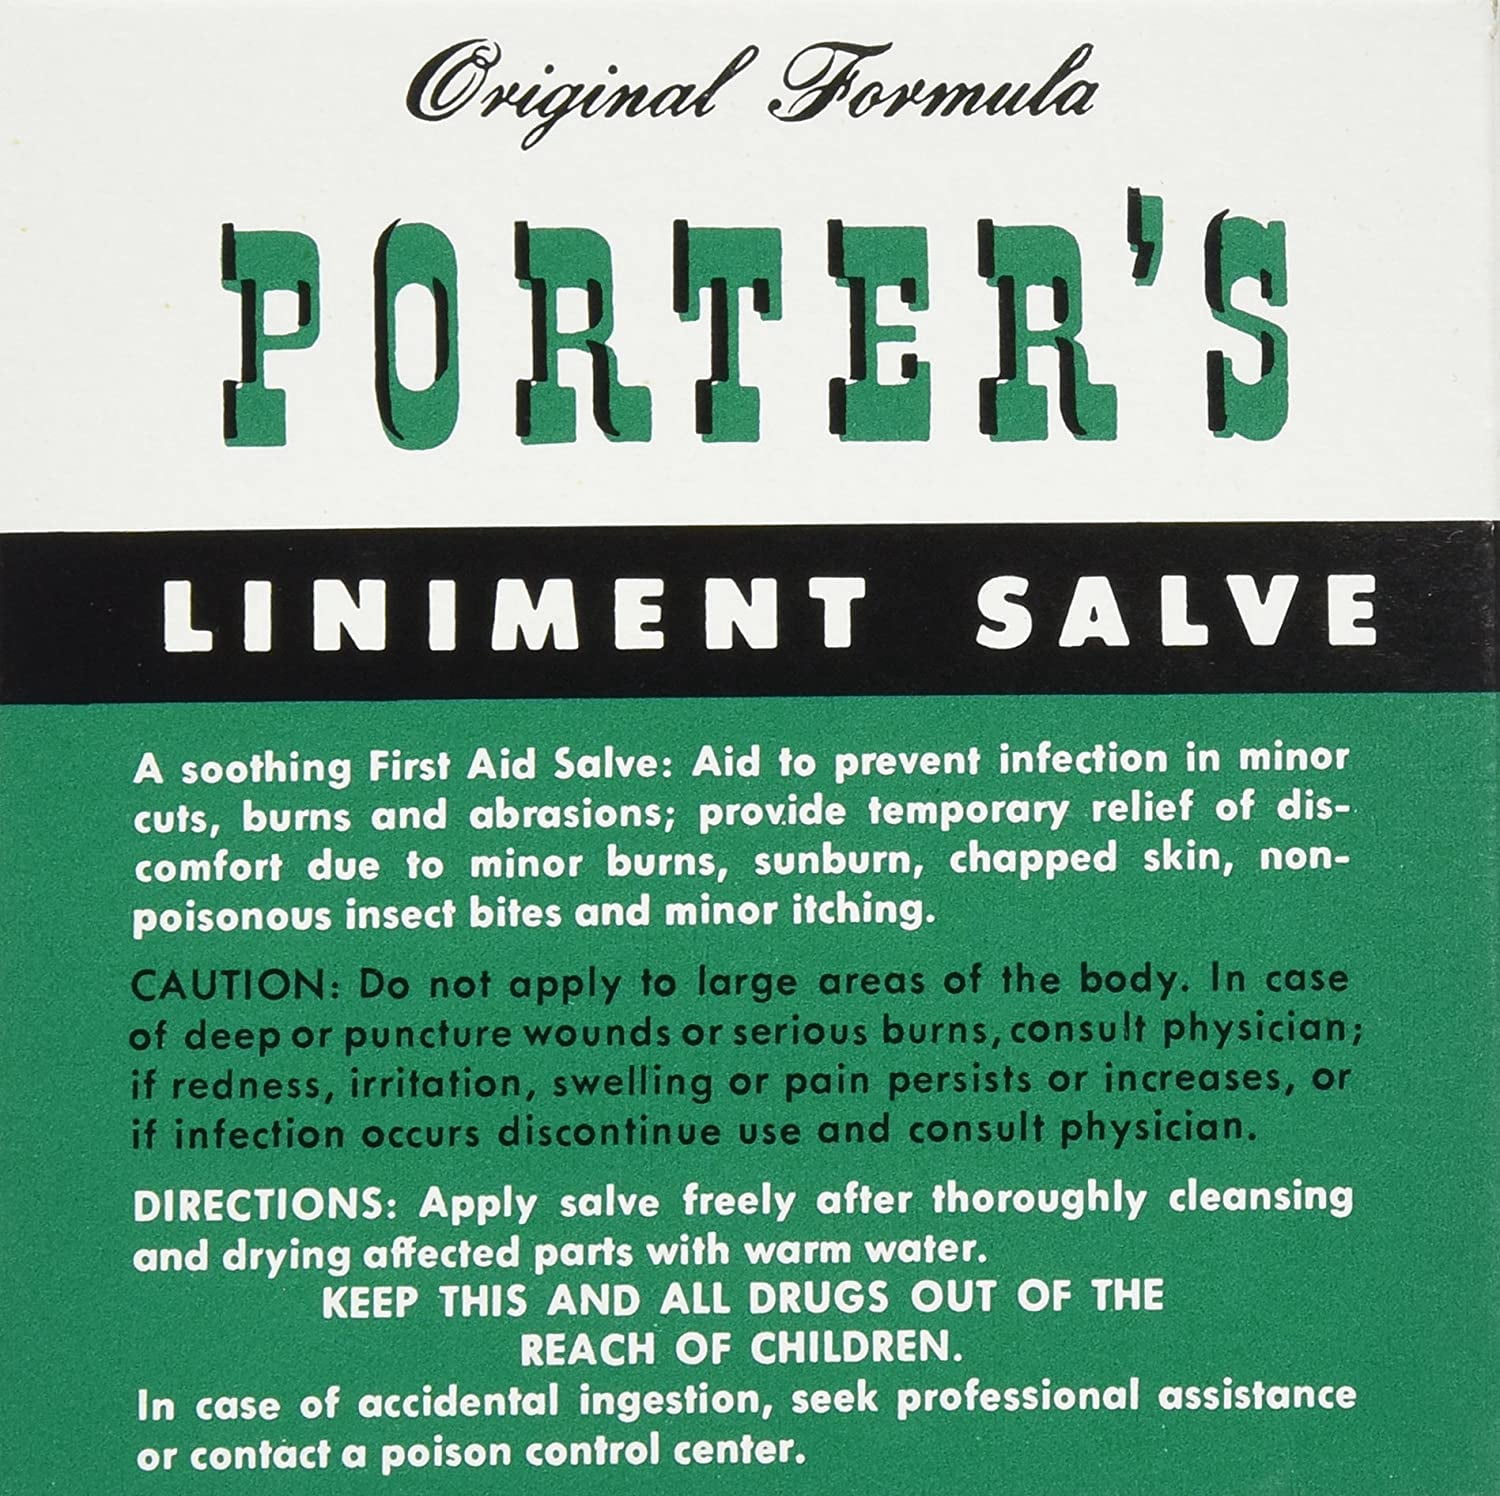 Original Formula
PORTER'S
LINIMENT SALVE
A soothing First Aid Salve: Aid to prevent infection in minor
cuts, burns and abrasions; provide temporary relief of dis-
comfort due to minor burns, sunburn, chapped skin, non-
poisonous insect bites and minor itching.
CAUTION: Do not apply to large areas of the body. In case
of deep or puncture wounds or serious burns, consult physician;
if redness, irritation, swelling or pain persists or increases, or
if infection occurs discontinue use and consult physician.
DIRECTIONS: Apply salve freely after thoroughly cleansing
and drying affected parts with warm water.
KEEP THIS AND ALL DRUGS OUT OF THE
REACH OF CHILDREN.
In case of accidental ingestion, seek professional assistance
or contact a poison control center.